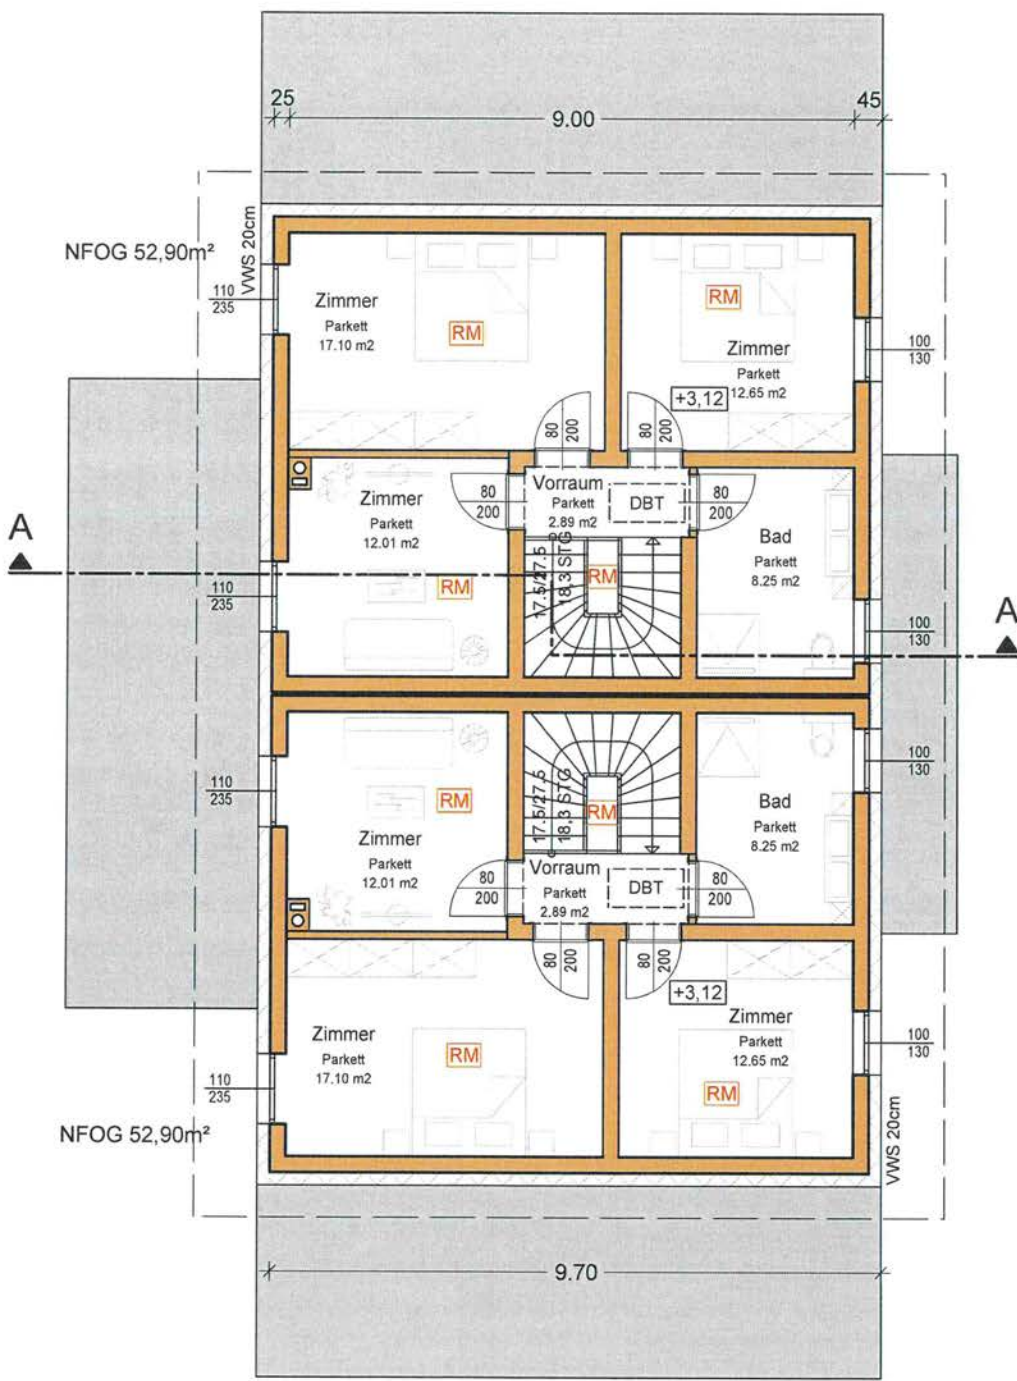 25
9.00
45
VWS 20cm
NFOG 52,90m²
110
235
Zimmer
Parkett
17.10 m2
RM
RM
Zimmer
Parkett
12.65 m2
100
130
+3,12
80
200
80
200
Zimmer
Parkett
12.01 m2
80
200
Vorraum
Parkett
2.89 m2
DBT
80
200
Bad
Parkett
8.25 m2
A
110
235
RM
17.5/27.5
18,3 STG
RM
100
130
A
110
235
RM
Zimmer
Parkett
12.01 m2
17.5/27.5
18,3 STG
RM
Bad
Parkett
8.25 m2
100
130
80
200
Vorraum
Parkett
2.89 m2
DBT
80
200
80
200
80
200
+3,12
Zimmer
Parkett
17.10 m2
RM
Zimmer
Parkett
12.65 m2
RM
100
130
110
235
NFOG 52,90m²
VWS 20cm
9.70